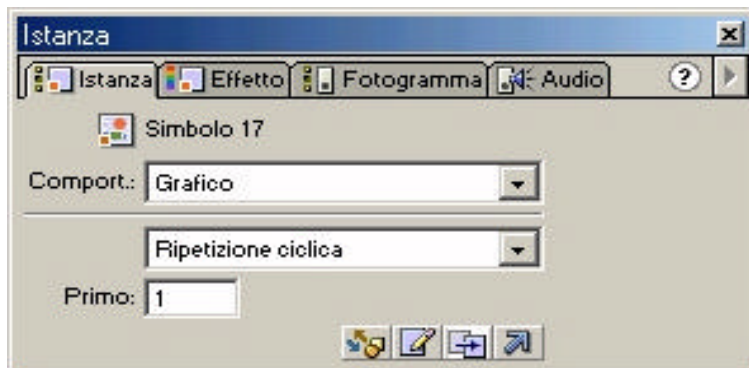 Istanza
Istanza Effetto Fotogramma Audio ?
Simbolo 17
Comport.: Grafico
Ripetizione ciclica
Primo: 1